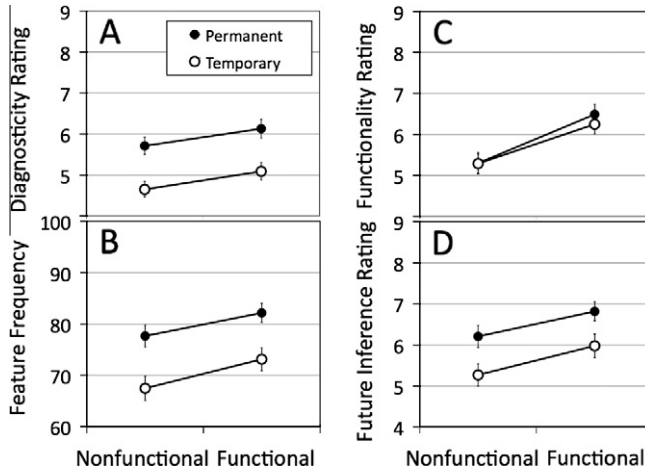 A
Diagnosticity Rating
9
8
7
6
5
Permanent
Temporary
B
Feature Frequency
100
90
80
70
60
Nonfunctional Functional
C
Functionality Rating
9
8
7
6
5
D
Future Inference Rating
9
8
7
6
5
4
Nonfunctional Functional